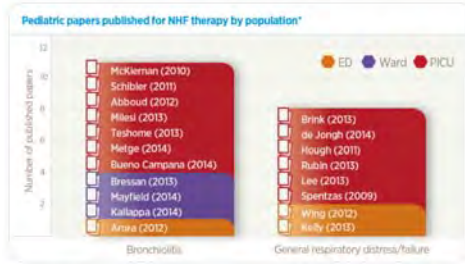 Pediatric papers published for NHF therapy by population*
Number of published papers
12
10
8
6
4
2
ED Ward PICU
McKiernan (2010)
Schibler (2011)
Abboud (2012)
Milesi (2013)
Teshome (2013)
Metge (2014)
Bueno Campana (2014)
Bressan (2013)
Mayfield (2014)
Kallappa (2014)
Arora (2012)
Bronchiolitis
Brink (2013)
de Jongh (2014)
Hough (2011)
Rubin (2013)
Lee (2013)
Spentzas (2009)
Wing (2012)
Kelly (2013)
General respiratory distress/failure